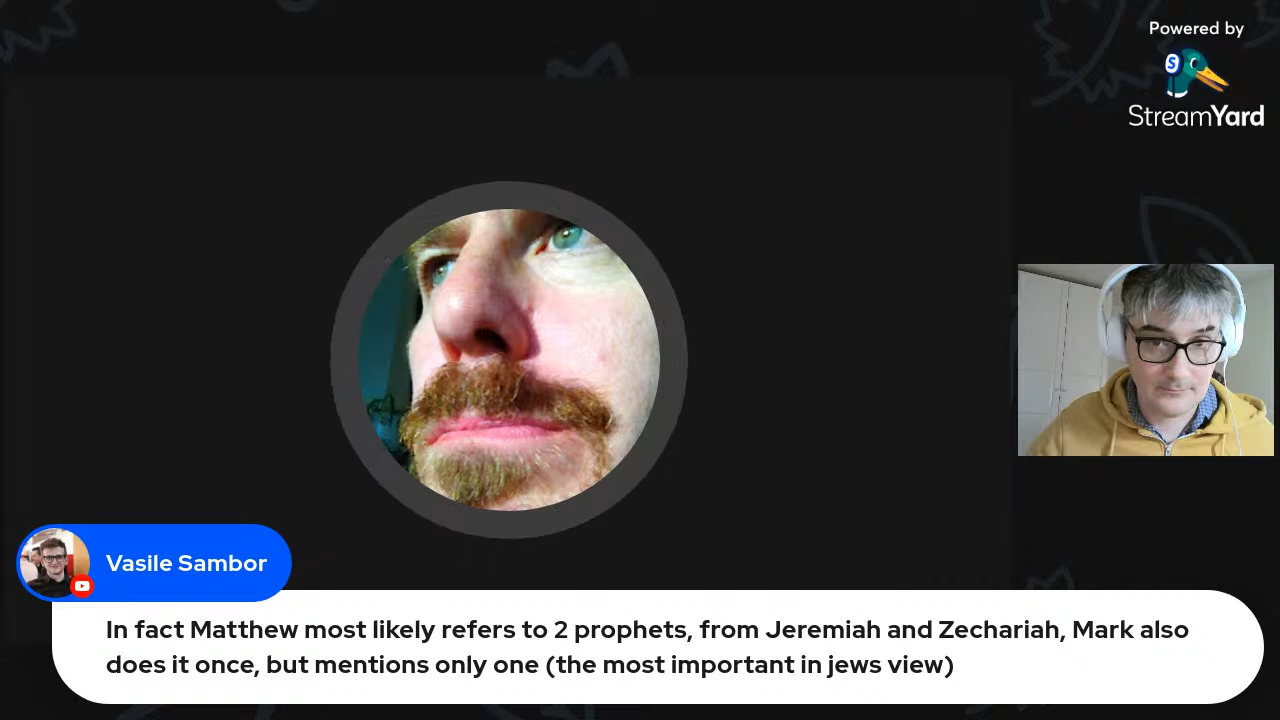 Powered by
S
StreamYard
Vasile Sambor
In fact Matthew most likely refers to 2 prophets, from Jeremiah and Zechariah, Mark also
does it once, but mentions only one (the most important in jews view)